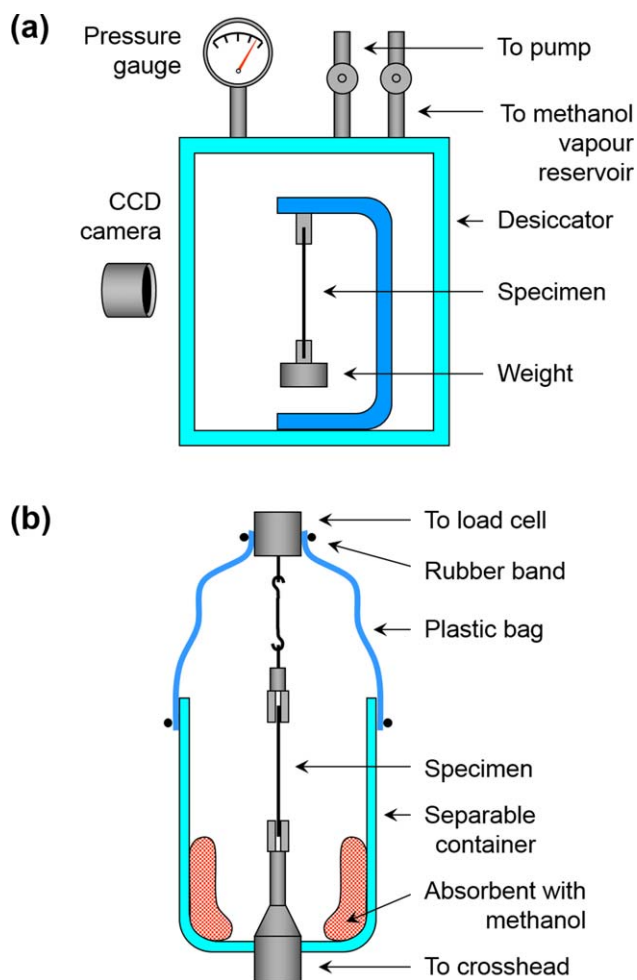 (a)
Pressure
gauge
To pump
To methanol
vapour
reservoir
CCD
camera
Desiccator
Specimen
Weight
(b)
To load cell
Rubber band
Plastic bag
Specimen
Separable
container
Absorbent with
methanol
To crosshead